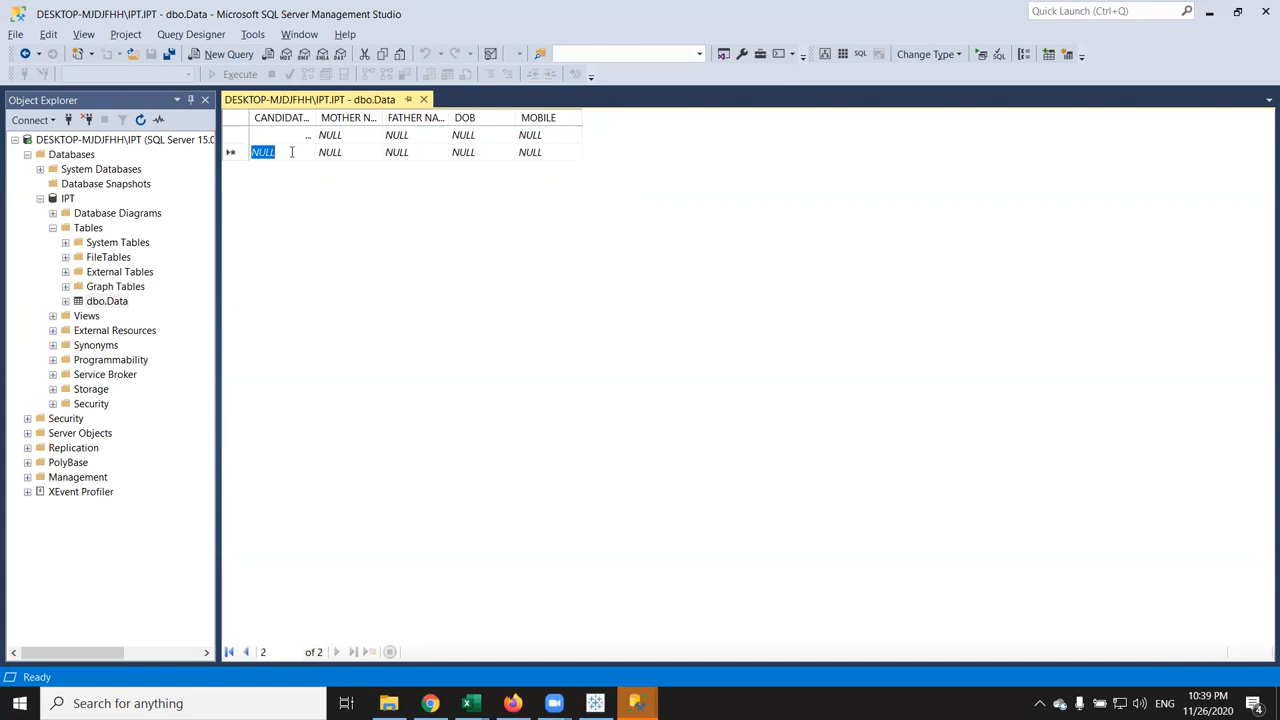 DESKTOP-MJDJFHH\IPT.IPT - dbo.Data - Microsoft SQL Server Management Studio
Quick Launch (Ctrl+Q)
File Edit View Project Query Designer Tools Window Help
New Query
Change Type
Execute
Object Explorer
DESKTOP-MJDJFHH\IPT.IPT - dbo.Data
Connect
CANDIDAT... MOTHER N... FATHER NA... DOB MOBILE
... NULL NULL NULL NULL
NULL NULL NULL NULL NULL
DESKTOP-MJDJFHH\IPT (SQL Server 15.0
Databases
System Databases
Database Snapshots
IPT
Database Diagrams
Tables
System Tables
FileTables
External Tables
Graph Tables
dbo.Data
Views
External Resources
Synonyms
Programmability
Service Broker
Storage
Security
Security
Server Objects
Replication
PolyBase
Management
XEvent Profiler
2 of 2
Ready
Search for anything
ENG
10:39 PM
11/26/2020
4